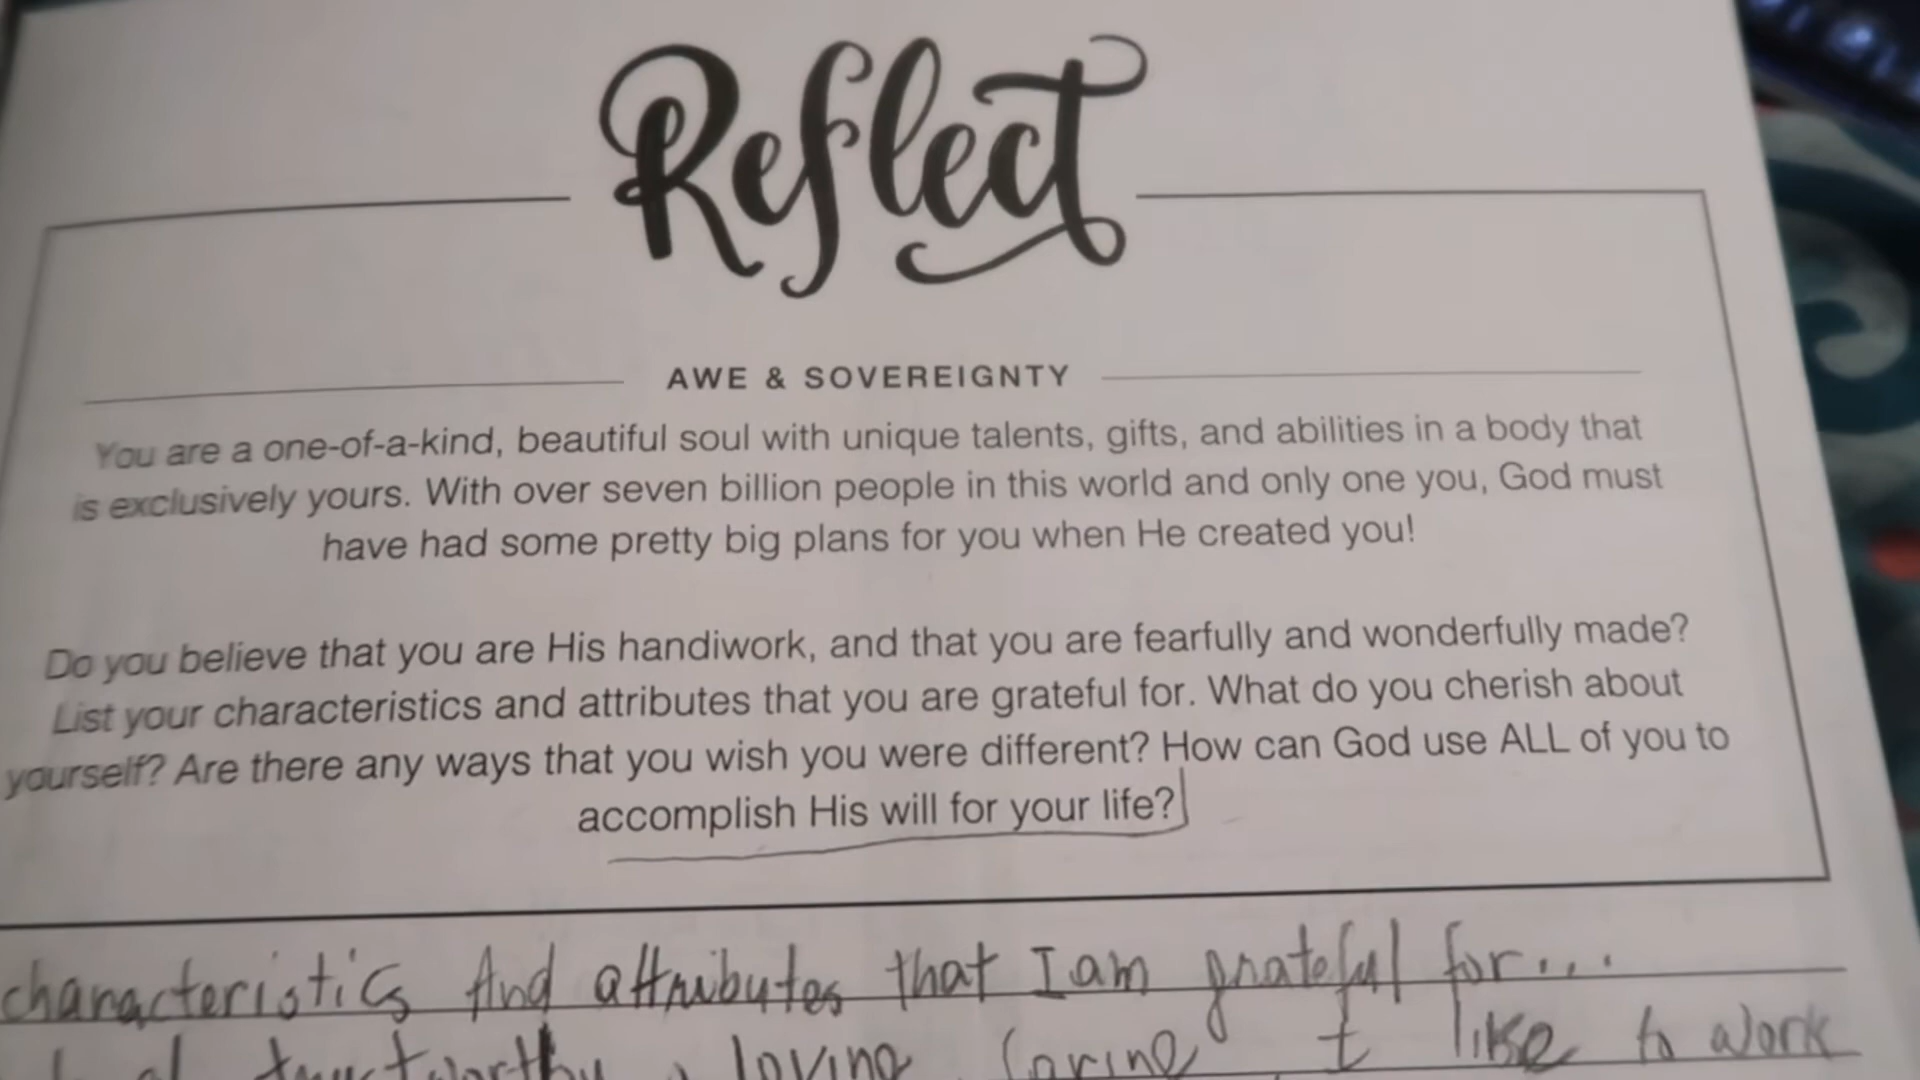 Reflect
AWE & SOVEREIGNTY
You are a one-of-a-kind, beautiful soul with unique talents, gifts, and abilities in a body that
is exclusively yours. With over seven billion people in this world and only one you, God must
have had some pretty big plans for you when He created you!
Do you believe that you are His handiwork, and that you are fearfully and wonderfully made?
List your characteristics and attributes that you are grateful for. What do you cherish about
yourself? Are there any ways that you wish you were different? How can God use ALL of you to
accomplish His will for your life?
characteristics And attributes that I am grateful for...
trustworthy, loving, Caring, I like to work